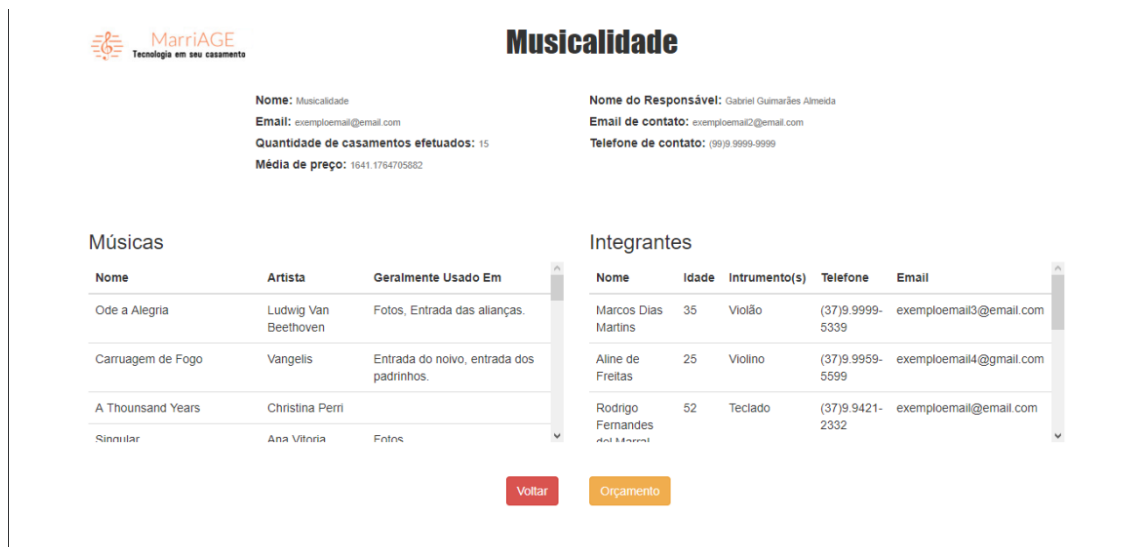 MarriAGE
Tecnologia em seu casamento
Musicalidade
Nome: Musicalidade
Email: exemploemail@email.com
Quantidade de casamentos efetuados: 15
Média de preço: 1641.1764705882
Nome do Responsável: Gabriel Guimarães Almeida
Email de contato: exemploemail2@email.com
Telefone de contato: (99)9.9999-9999
Músicas
Nome Artista Geralmente Usado Em
Ode a Alegria Ludwig Van Fotos, Entrada das alianças.
Beethoven
Carruagem de Fogo Vangelis Entrada do noivo, entrada dos
padrinhos.
A Thounsand Years Christina Perri
Singular Ana Vitoria Fotos
Integrantes
Nome Idade Intrumento(s) Telefone Email
Marcos Dias 35 Violão (37)9.9999- exemploemail3@email.com
Martins 5339
Aline de 25 Violino (37)9.9959- exemploemail4@gmail.com
Freitas 5599
Rodrigo 52 Teclado (37)9.9421- exemploemail@email.com
Fernandes 2332
del Marral
Voltar Orçamento